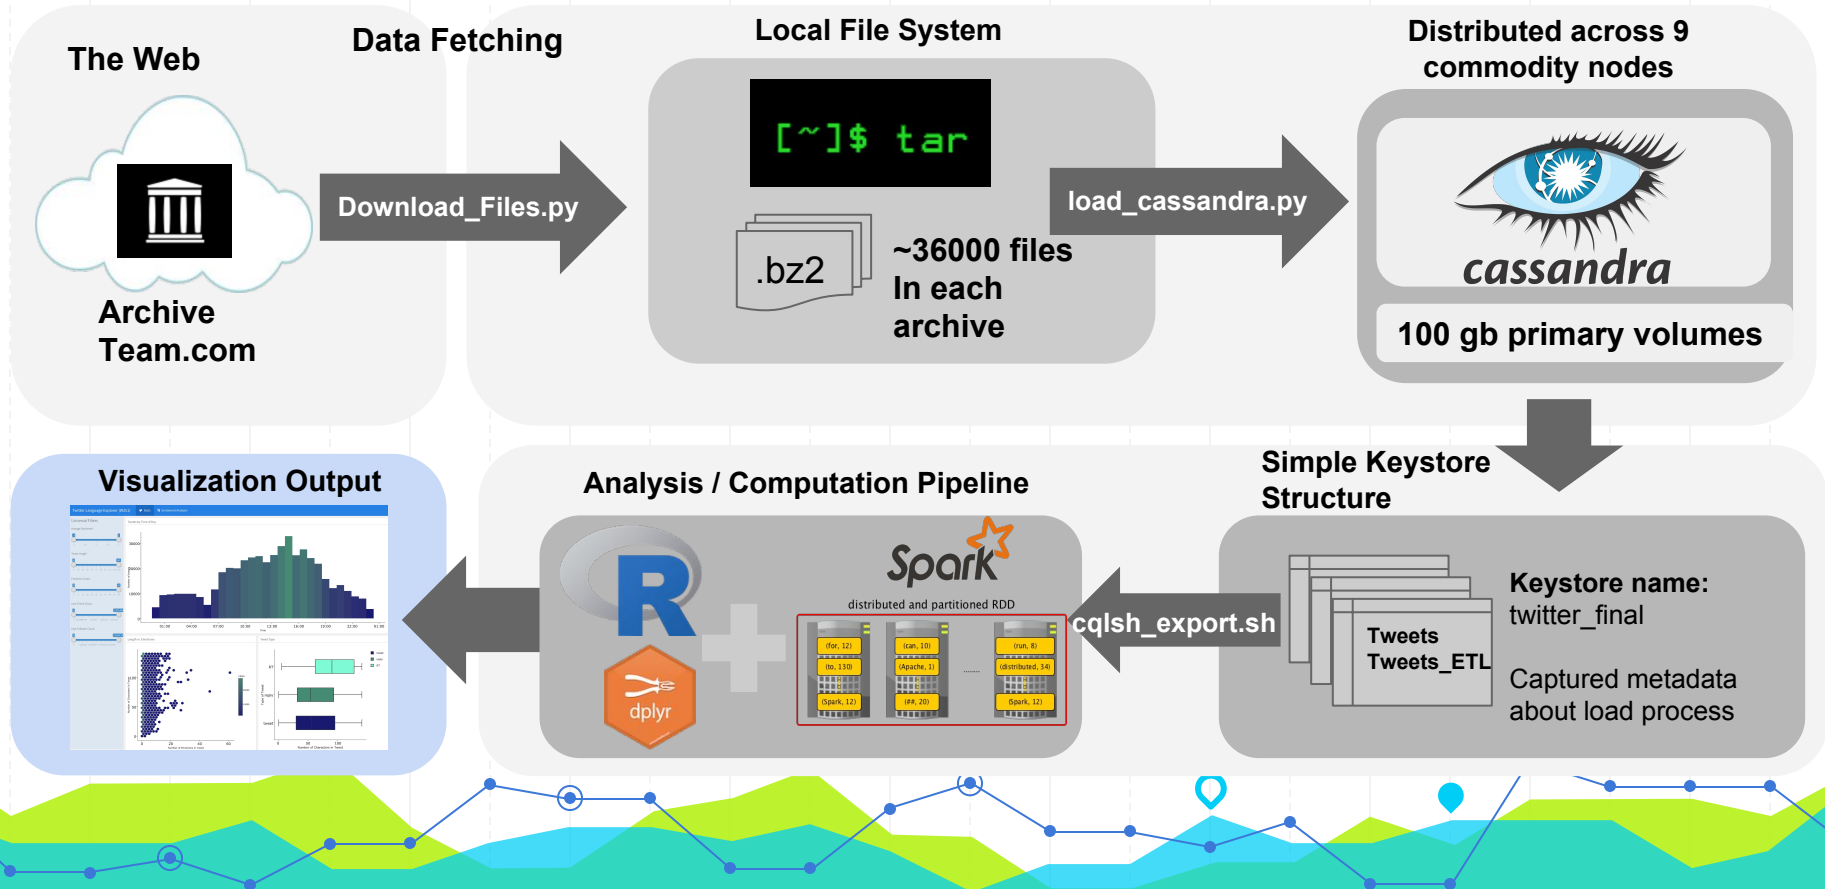 The Web
Data Fetching
Local File System
Distributed across 9
commodity nodes
[~]$ tar
Download_Files.py
load_cassandra.py
.bz2
~36000 files
In each
archive
cassandra
100 gb primary volumes
Archive
Team.com
Visualization Output
Analysis / Computation Pipeline
Simple Keystore
Structure
R
dplyr
Spark
distributed and partitioned RDD
(for, 12)
(can, 10)
(run, 8)
(to, 130)
(Apache, 1)
(distributed, 34)
(Spark, 12)
(##, 20)
(Spark, 12)
cqlsh_export.sh
Tweets
Tweets_ETL
Keystore name:
twitter_final
Captured metadata
about load process